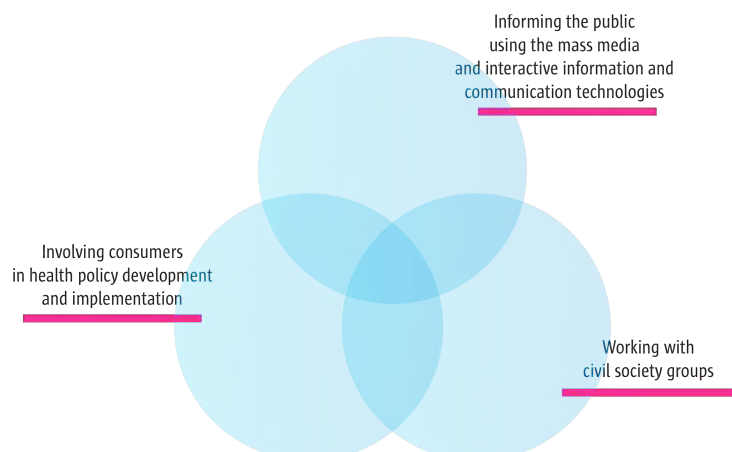 Informing the public
using the mass media
and interactive information and
communication technologies
Involving consumers
in health policy development
and implementation
Working with
civil society groups